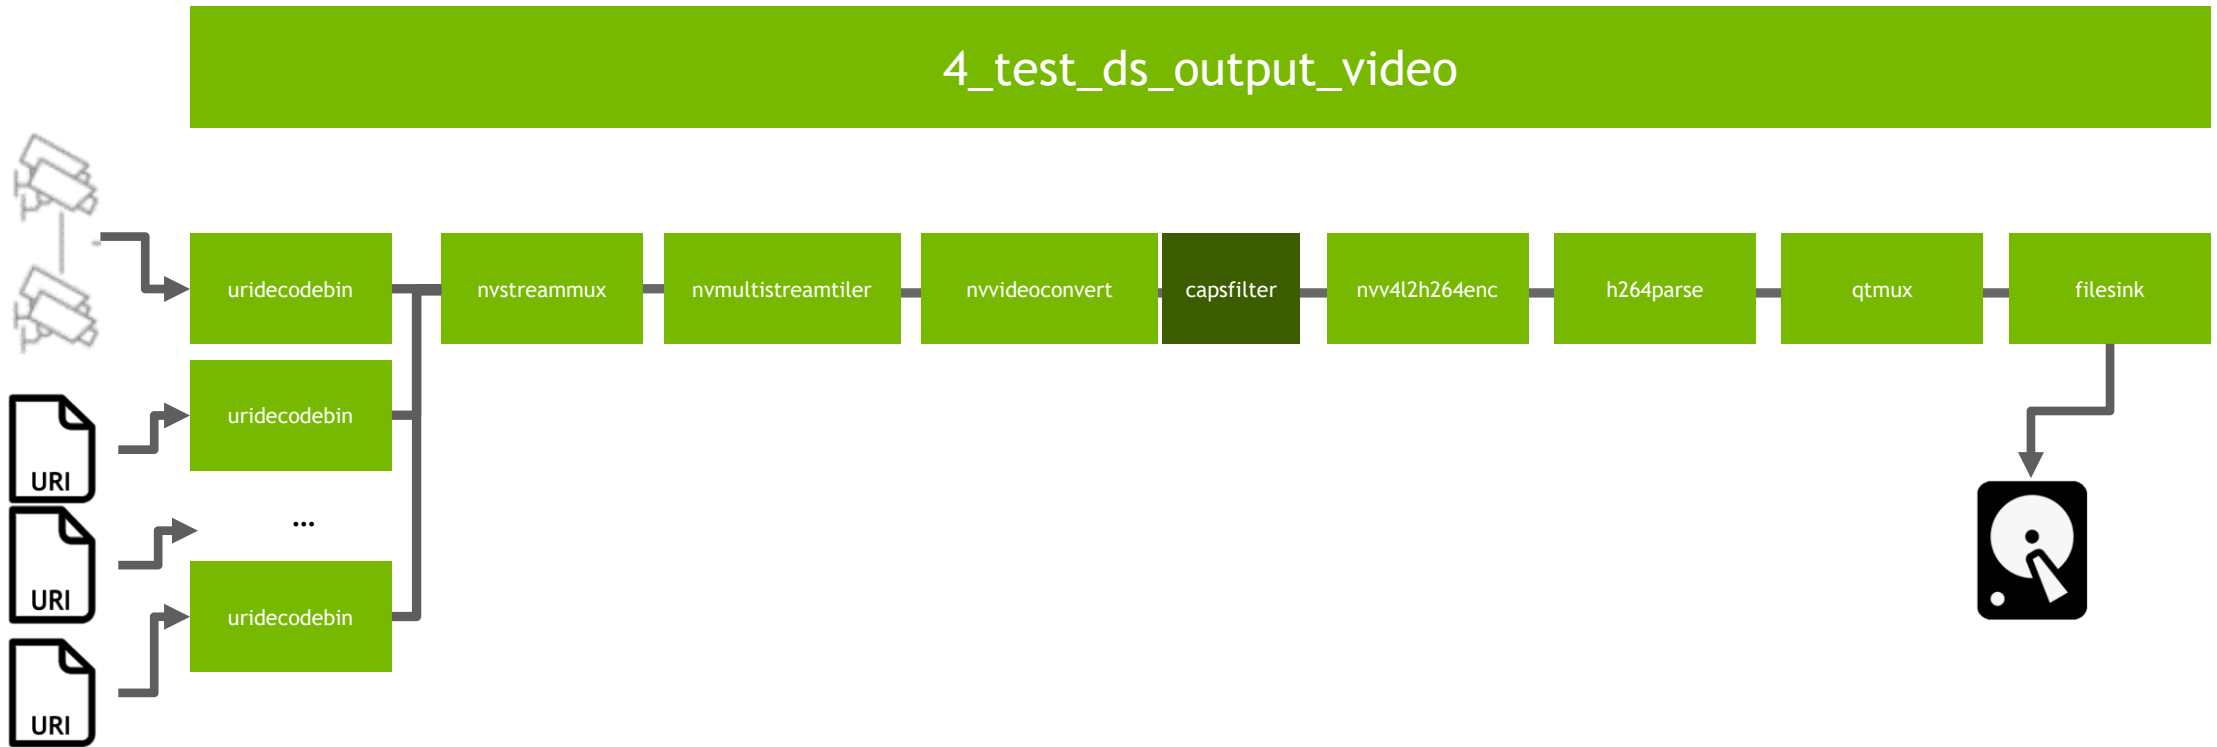 4_test_ds_output_video
uridecodebin
nvstreammux
nvmultistreamtiler
nvvideoconvert
capsfilter
nvv4l2h264enc
h264parse
qtmux
filesink
uridecodebin
URI
...
URI
uridecodebin
URI